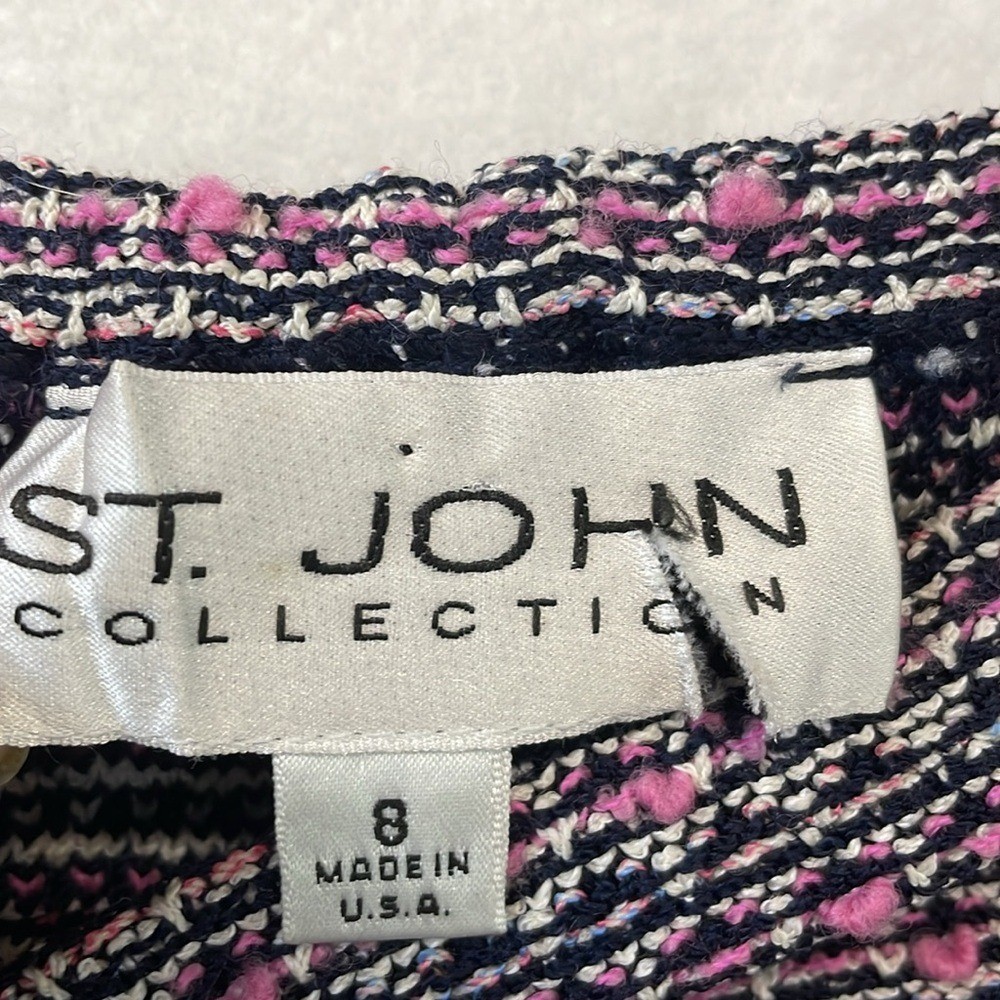 ST. JOHN
COLLECTION
8
MADE IN
U.S.A.